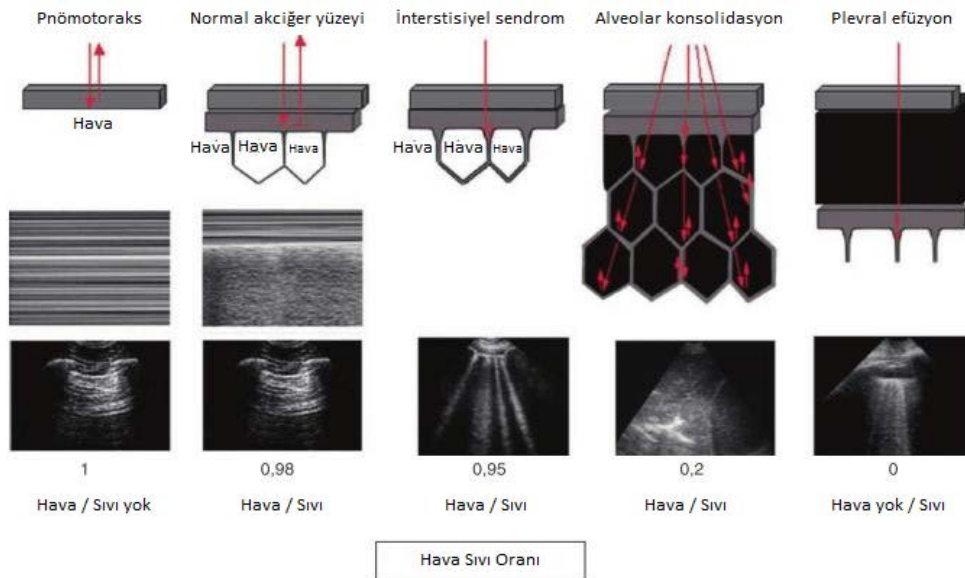 Pnömotoraks
Normal akciğer yüzeyi
İnterstisiyel sendrom
Alveolar konsolidasyon
Plevral efüzyon
Hava
Hava
Hava
Hava
Hava
Hava
Hava
1
0,98
0,95
0,2
0
Hava / Sıvı yok
Hava / Sıvı
Hava / Sıvı
Hava / Sıvı
Hava yok / Sıvı
Hava Sıvı Oranı